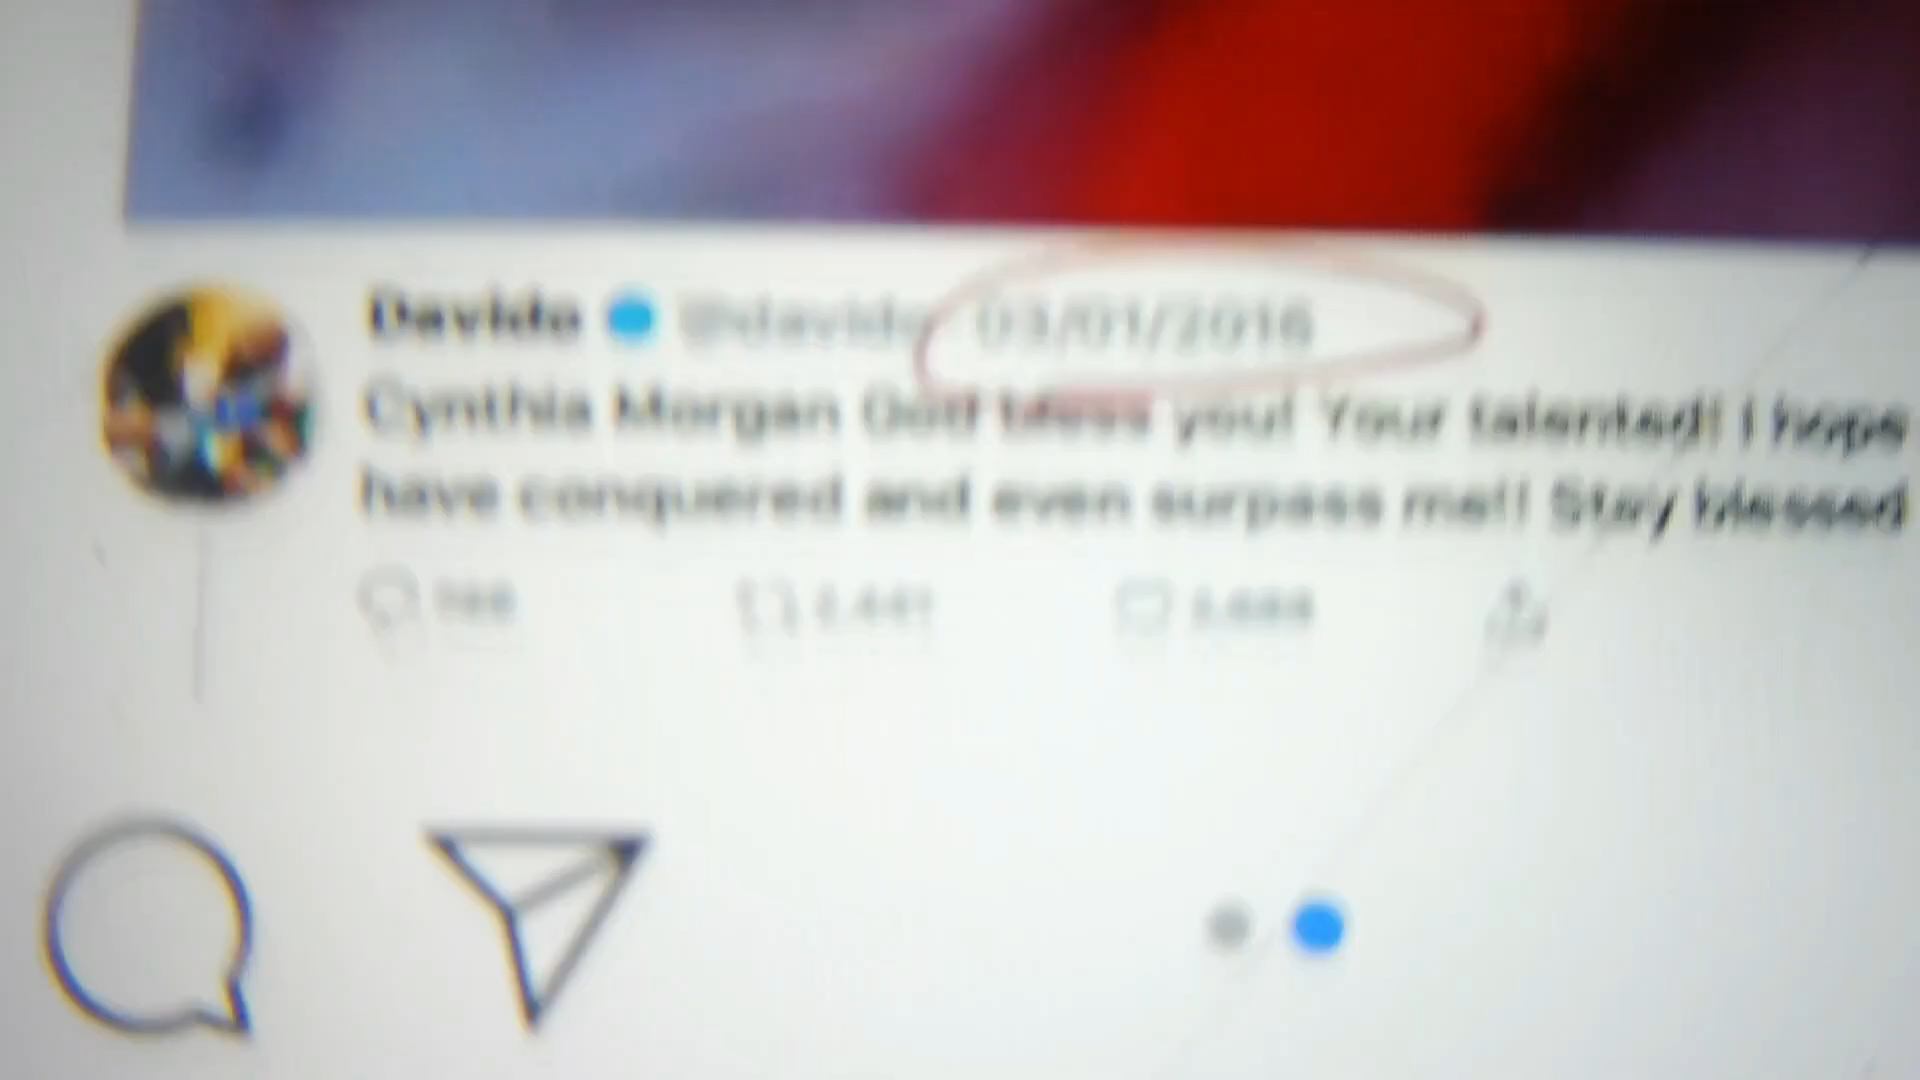 Davido @davido 03/01/2016
Cynthia Morgan God bless you! Your talented! I hope
have conquered and even surpass me!! Stay blessed